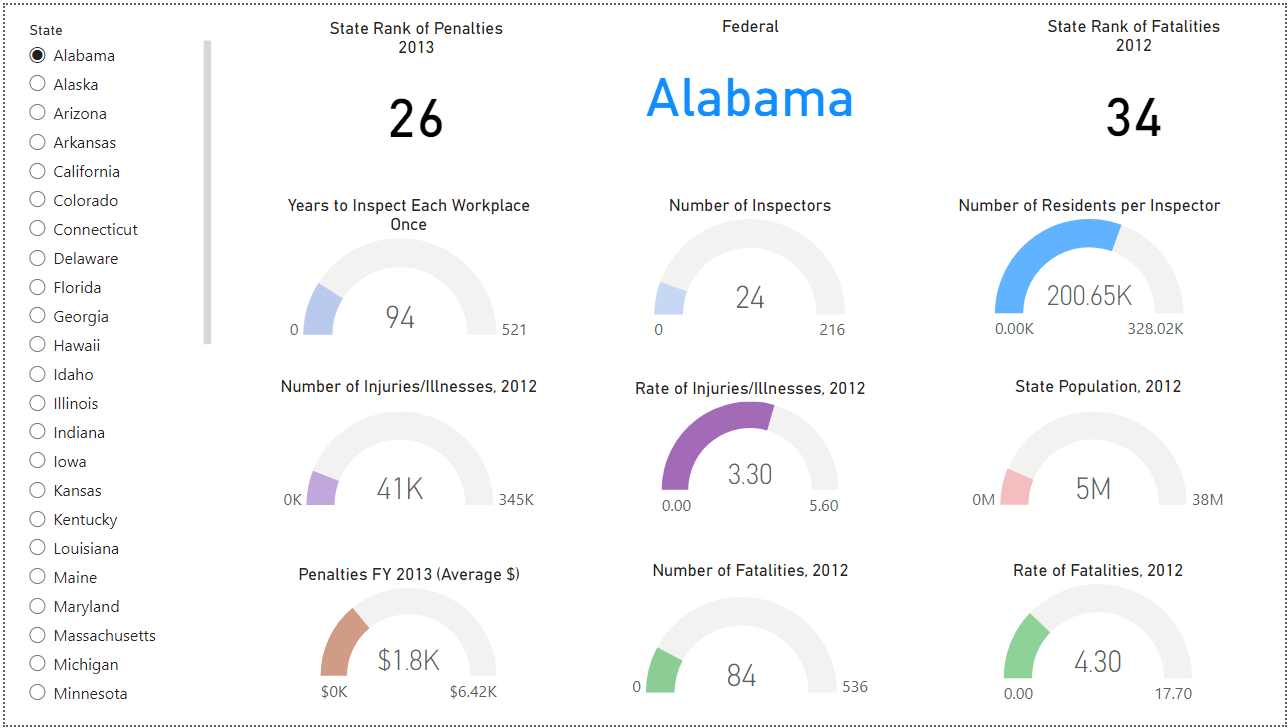 State
Alabama
Alaska
Arizona
Arkansas
California
Colorado
Connecticut
Delaware
Florida
Georgia
Hawaii
Idaho
Illinois
Indiana
Iowa
Kansas
Kentucky
Louisiana
Maine
Maryland
Massachusetts
Michigan
Minnesota
State Rank of Penalties
2013
26
Federal
Alabama
State Rank of Fatalities
2012
34
Years to Inspect Each Workplace
Once
94
0
521
Number of Inspectors
24
0
216
Number of Residents per Inspector
200.65K
0.00K
328.02K
Number of Injuries/Illnesses, 2012
41K
0K
345K
Rate of Injuries/Illnesses, 2012
3.30
0.00
5.60
State Population, 2012
5M
0M
38M
Penalties FY 2013 (Average $)
$1.8K
$0K
$6.42K
Number of Fatalities, 2012
84
0
536
Rate of Fatalities, 2012
4.30
0.00
17.70